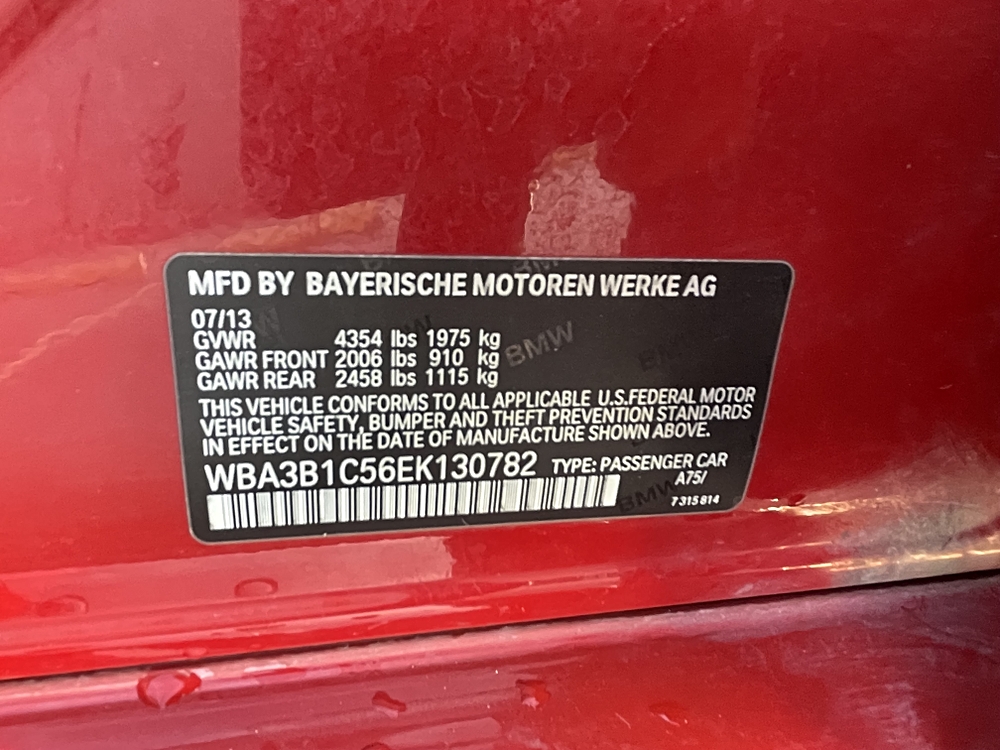 MFD BY BAYERISCHE MOTOREN WERKE AG
07/13
GVWR 4354 lbs 1975 kg
GAWR FRONT 2006 lbs 910 kg
GAWR REAR 2458 lbs 1115 kg
BMW
THIS VEHICLE CONFORMS TO ALL APPLICABLE U.S.FEDERAL MOTOR
VEHICLE SAFETY, BUMPER AND THEFT PREVENTION STANDARDS
IN EFFECT ON THE DATE OF MANUFACTURE SHOWN ABOVE.
WBA3B1C56EK130782 TYPE: PASSENGER CAR
A75/
BMW
7 315 814